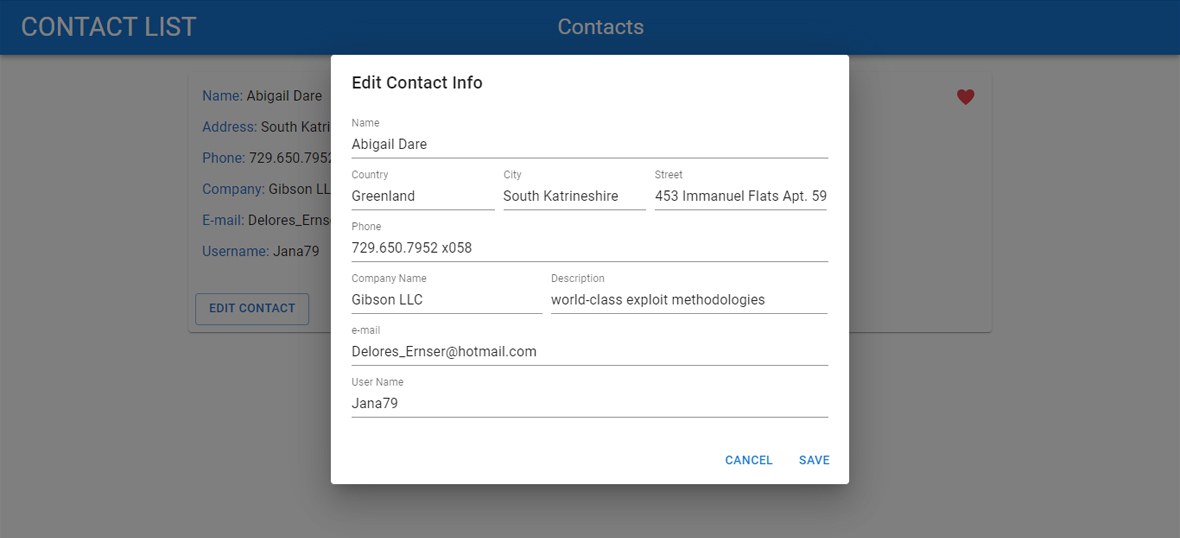 CONTACT LIST
Contacts
Name: Abigail Dare
Address: South Katri
Phone: 729.650.7952
Company: Gibson LL
E-mail: Delores_Erns
Username: Jana79
EDIT CONTACT
Edit Contact Info
Name
Abigail Dare
Country City Street
Greenland South Katrineshire 453 Immanuel Flats Apt. 59
Phone
729.650.7952 x058
Company Name Description
Gibson LLC world-class exploit methodologies
e-mail
Delores_Ernser@hotmail.com
User Name
Jana79
CANCEL SAVE